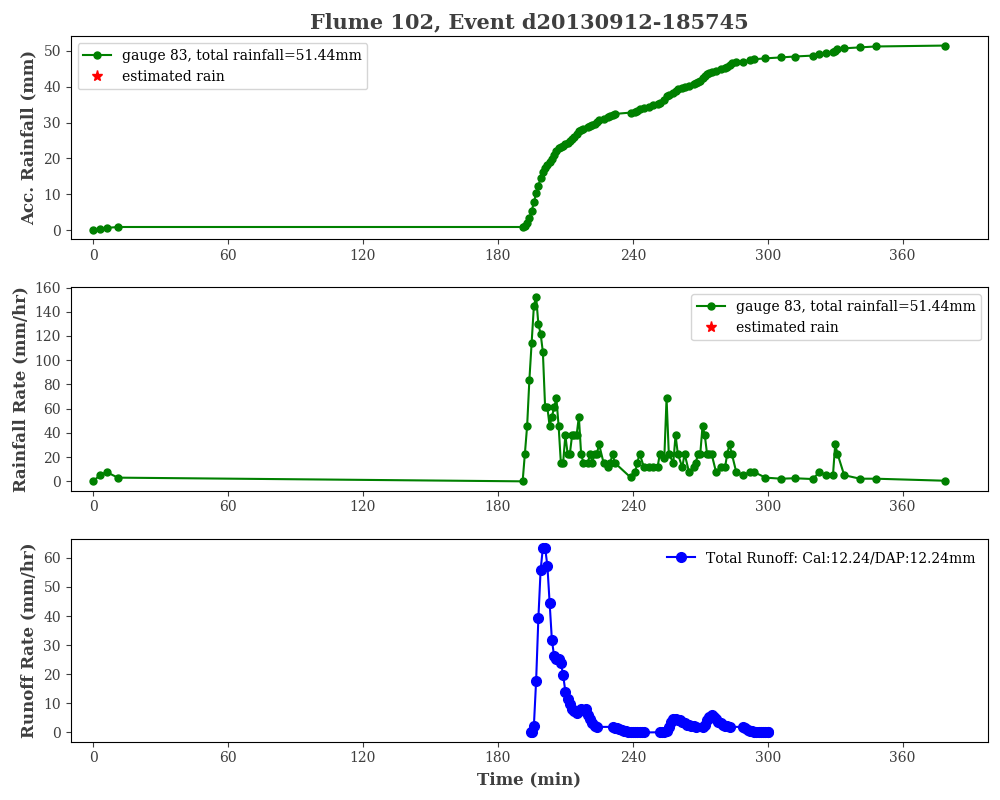 Flume 102, Event d20130912-185745
Acc. Rainfall (mm)
50
40
30
20
10
0
gauge 83, total rainfall=51.44mm
estimated rain
0 60 120 180 240 300 360
Rainfall Rate (mm/hr)
160
140
120
100
80
60
40
20
0
gauge 83, total rainfall=51.44mm
estimated rain
0 60 120 180 240 300 360
Runoff Rate (mm/hr)
60
50
40
30
20
10
0
Total Runoff: Cal:12.24/DAP:12.24mm
0 60 120 180 240 300 360
Time (min)